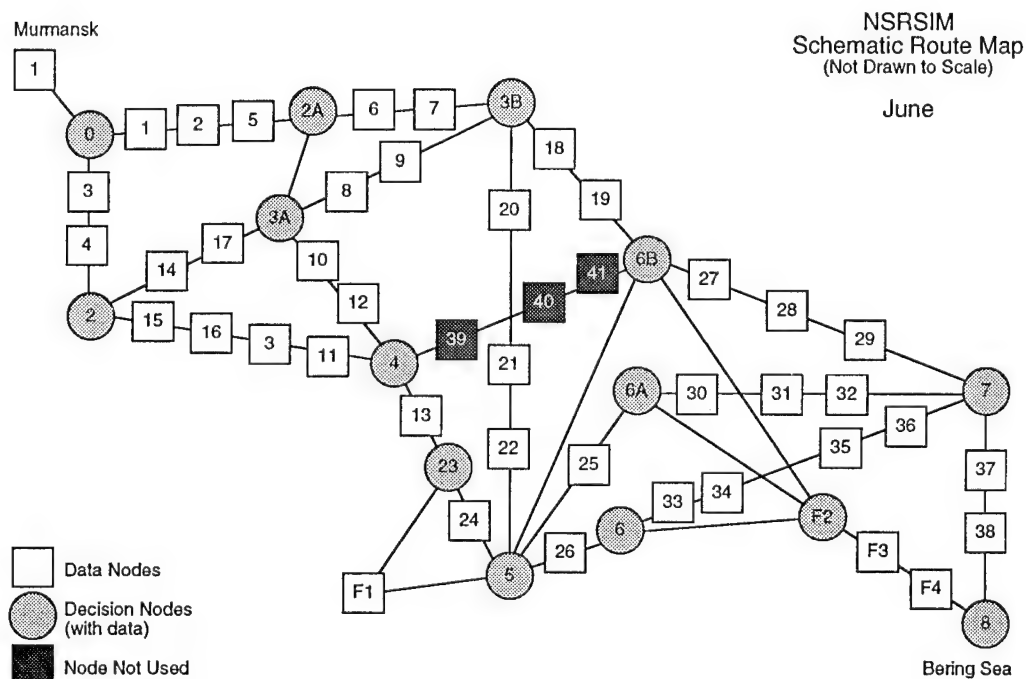 Murmansk
NSRSIM
Schematic Route Map
(Not Drawn to Scale)
June
1
0
1
2
5
2A
6
7
3B
3
4
2
14
17
3A
8
9
18
19
20
10
12
15
16
3
11
4
39
40
41
6B
27
28
29
21
13
6A
30
31
32
7
22
23
25
35
36
24
33
34
37
26
6
F2
38
F1
5
F3
F4
8
Data Nodes
Decision Nodes
(with data)
Node Not Used
Bering Sea